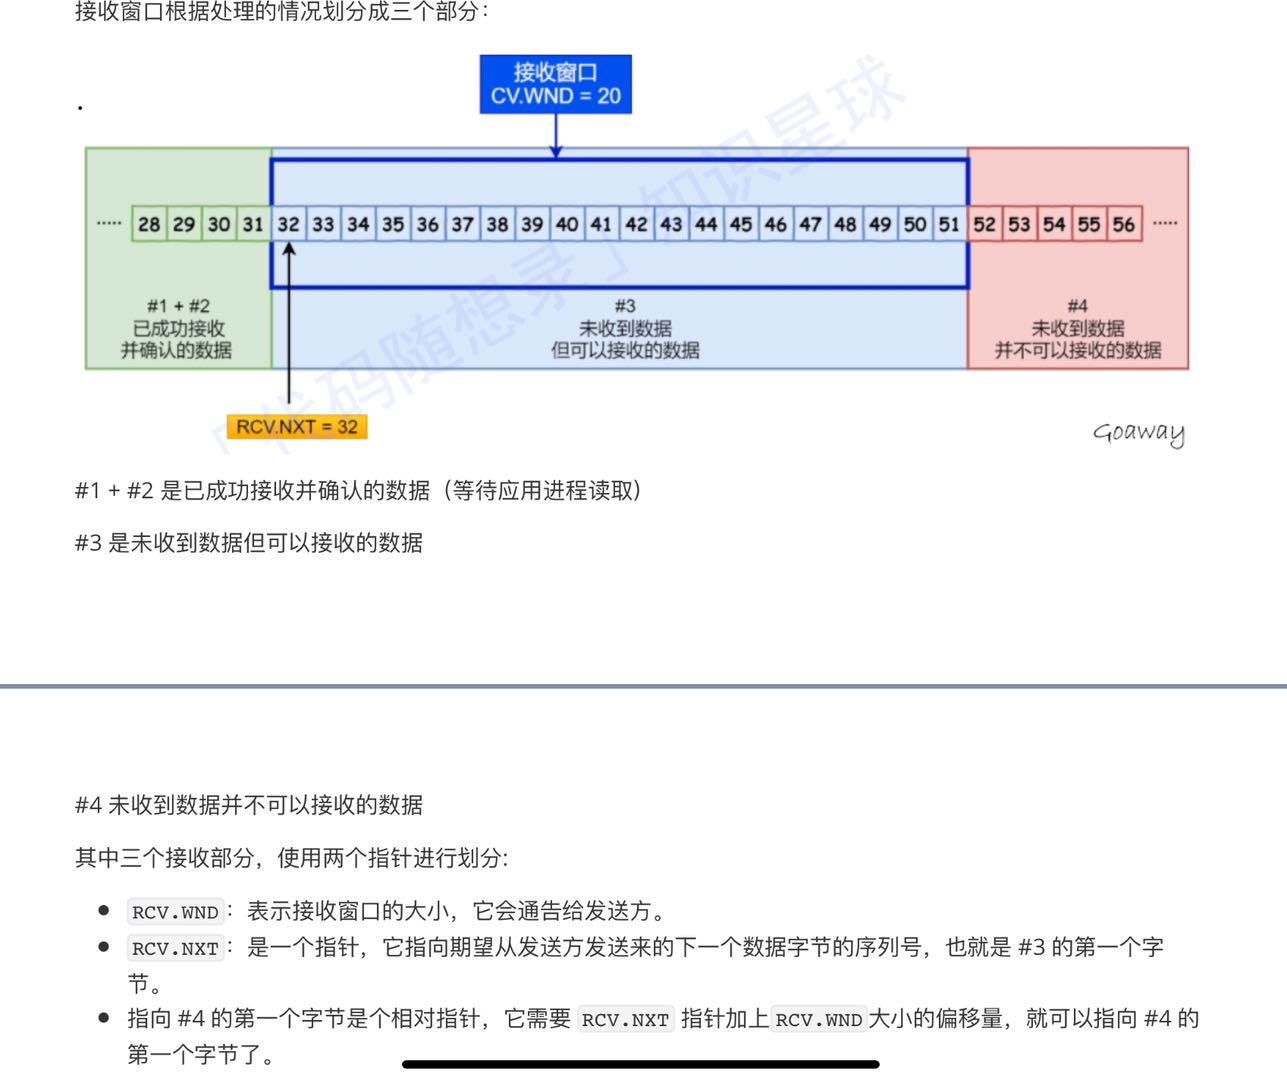 接收窗口根据处理的情况划分成三个部分：
接收窗口
CV.WND = 20
·
····· 28 29 30 31 32 33 34 35 36 37 38 39 40 41 42 43 44 45 46 47 48 49 50 51 52 53 54 55 56 ·····
#1 + #2
已成功接收
并确认的数据
#3
未收到数据
但可以接收的数据
#4
未收到数据
并不可以接收的数据
「代码随想录」知识星球
RCV.NXT = 32
Goaway
#1 + #2 是已成功接收并确认的数据（等待应用进程读取）
#3 是未收到数据但可以接收的数据
#4 未收到数据并不可以接收的数据
其中三个接收部分，使用两个指针进行划分:
● RCV.WND：表示接收窗口的大小，它会通告给发送方。
● RCV.NXT：是一个指针，它指向期望从发送方发送来的下一个数据字节的序列号，也就是 #3 的第一个字
节。
● 指向 #4 的第一个字节是个相对指针，它需要 RCV.NXT 指针加上 RCV.WND 大小的偏移量，就可以指向 #4 的
第一个字节了。